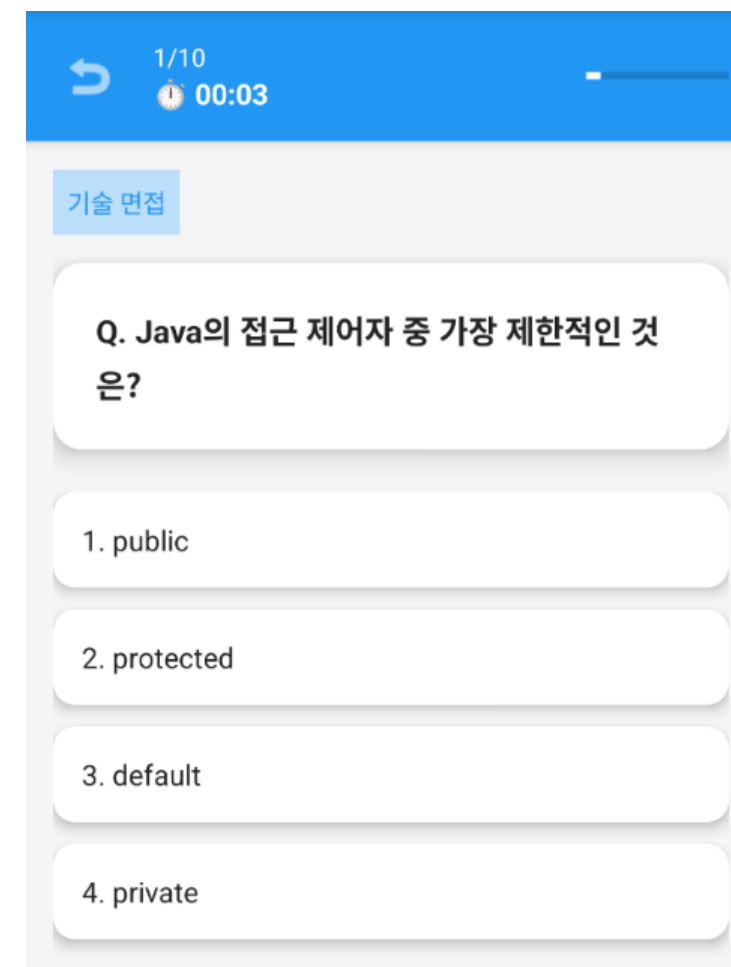 1/10
00:03
기술 면접
Q. Java의 접근 제어자 중 가장 제한적인 것
은?
1. public
2. protected
3. default
4. private